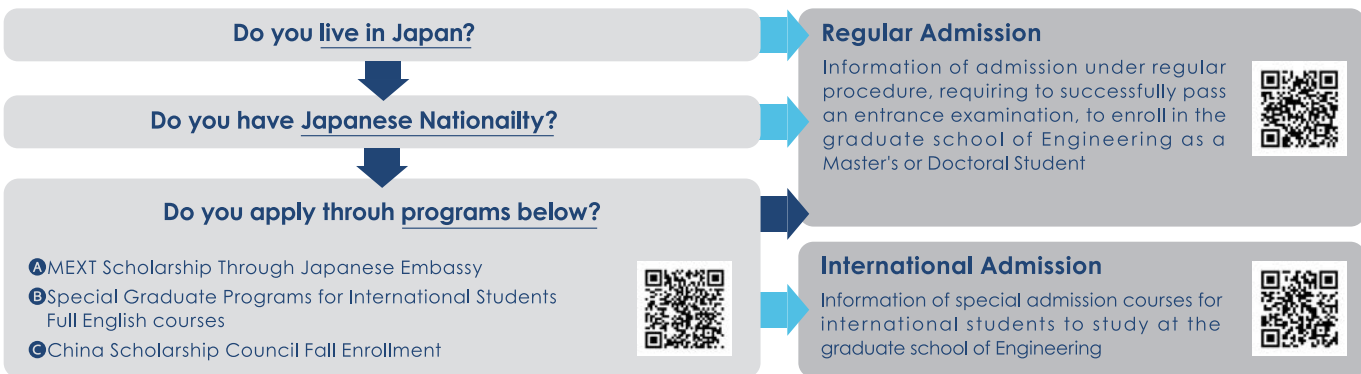 Do you live in Japan?
Do you have Japanese Nationailty?
Do you apply throuh programs below?
AMEXT Scholarship Through Japanese Embassy
BSpecial Graduate Programs for International Students
Full English courses
CChina Scholarship Council Fall Enrollment
Regular Admission
Information of admission under regular
procedure, requiring to successfully pass
an entrance examination, to enroll in the
graduate school of Engineering as a
Master's or Doctoral Student
International Admission
Information of special admission courses for
international students to study at the
graduate school of Engineering